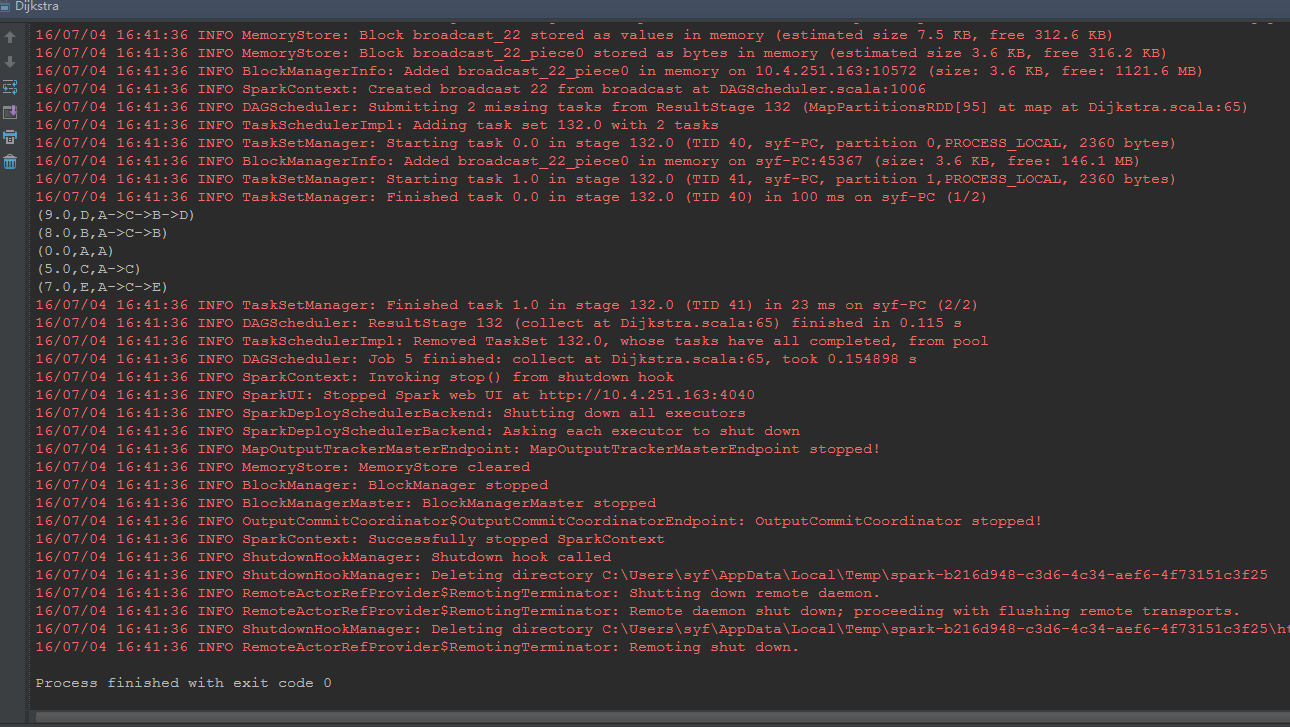 Dijkstra
16/07/04 16:41:36 INFO MemoryStore: Block broadcast_22 stored as values in memory (estimated size 7.5 KB, free 312.6 KB)
16/07/04 16:41:36 INFO MemoryStore: Block broadcast_22_piece0 stored as bytes in memory (estimated size 3.6 KB, free 316.2 KB)
16/07/04 16:41:36 INFO BlockManagerInfo: Added broadcast_22_piece0 in memory on 10.4.251.163:10572 (size: 3.6 KB, free: 1121.6 MB)
16/07/04 16:41:36 INFO SparkContext: Created broadcast 22 from broadcast at DAGScheduler.scala:1006
16/07/04 16:41:36 INFO DAGScheduler: Submitting 2 missing tasks from ResultStage 132 (MapPartitionsRDD[95] at map at Dijkstra.scala:65)
16/07/04 16:41:36 INFO TaskSchedulerImpl: Adding task set 132.0 with 2 tasks
16/07/04 16:41:36 INFO TaskSetManager: Starting task 0.0 in stage 132.0 (TID 40, syf-PC, partition 0,PROCESS_LOCAL, 2360 bytes)
16/07/04 16:41:36 INFO BlockManagerInfo: Added broadcast_22_piece0 in memory on syf-PC:45367 (size: 3.6 KB, free: 146.1 MB)
16/07/04 16:41:36 INFO TaskSetManager: Starting task 1.0 in stage 132.0 (TID 41, syf-PC, partition 1,PROCESS_LOCAL, 2360 bytes)
16/07/04 16:41:36 INFO TaskSetManager: Finished task 0.0 in stage 132.0 (TID 40) in 100 ms on syf-PC (1/2)
(9.0,D,A->C->B->D)
(8.0,B,A->C->B)
(0.0,A,A)
(5.0,C,A->C)
(7.0,E,A->C->E)
16/07/04 16:41:36 INFO TaskSetManager: Finished task 1.0 in stage 132.0 (TID 41) in 23 ms on syf-PC (2/2)
16/07/04 16:41:36 INFO DAGScheduler: ResultStage 132 (collect at Dijkstra.scala:65) finished in 0.115 s
16/07/04 16:41:36 INFO TaskSchedulerImpl: Removed TaskSet 132.0, whose tasks have all completed, from pool
16/07/04 16:41:36 INFO DAGScheduler: Job 5 finished: collect at Dijkstra.scala:65, took 0.154898 s
16/07/04 16:41:36 INFO SparkContext: Invoking stop() from shutdown hook
16/07/04 16:41:36 INFO SparkUI: Stopped Spark web UI at http://10.4.251.163:4040
16/07/04 16:41:36 INFO SparkDeploySchedulerBackend: Shutting down all executors
16/07/04 16:41:36 INFO SparkDeploySchedulerBackend: Asking each executor to shut down
16/07/04 16:41:36 INFO MapOutputTrackerMasterEndpoint: MapOutputTrackerMasterEndpoint stopped!
16/07/04 16:41:36 INFO MemoryStore: MemoryStore cleared
16/07/04 16:41:36 INFO BlockManager: BlockManager stopped
16/07/04 16:41:36 INFO BlockManagerMaster: BlockManagerMaster stopped
16/07/04 16:41:36 INFO OutputCommitCoordinator$OutputCommitCoordinatorEndpoint: OutputCommitCoordinator stopped!
16/07/04 16:41:36 INFO SparkContext: Successfully stopped SparkContext
16/07/04 16:41:36 INFO ShutdownHookManager: Shutdown hook called
16/07/04 16:41:36 INFO ShutdownHookManager: Deleting directory C:\Users\syf\AppData\Local\Temp\spark-b216d948-c3d6-4c34-aef6-4f73151c3f25
16/07/04 16:41:36 INFO RemoteActorRefProvider$RemotingTerminator: Shutting down remote daemon.
16/07/04 16:41:36 INFO RemoteActorRefProvider$RemotingTerminator: Remote daemon shut down; proceeding with flushing remote transports.
16/07/04 16:41:36 INFO ShutdownHookManager: Deleting directory C:\Users\syf\AppData\Local\Temp\spark-b216d948-c3d6-4c34-aef6-4f73151c3f25\ht
16/07/04 16:41:36 INFO RemoteActorRefProvider$RemotingTerminator: Remoting shut down.
Process finished with exit code 0